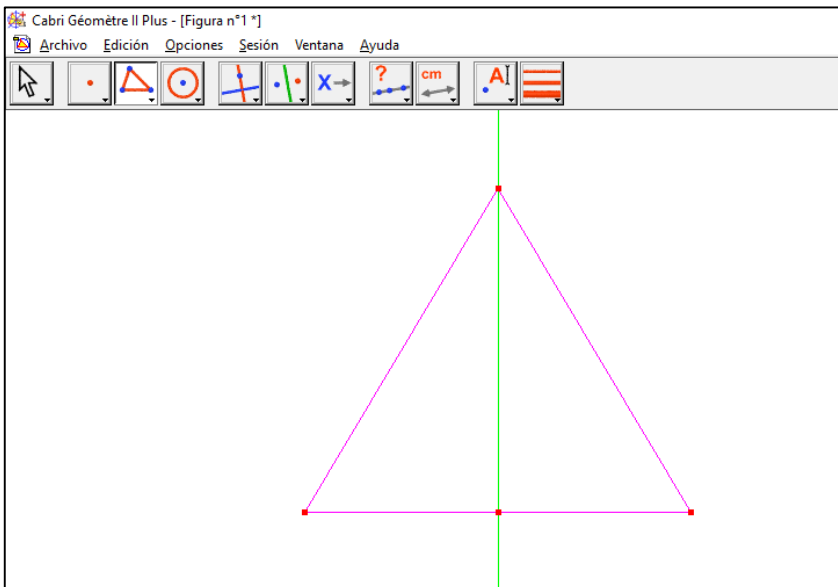 Cabri Géomètre II Plus - [Figura n°1 *]
Archivo Edición Opciones Sesión Ventana Ayuda
X ? cm A